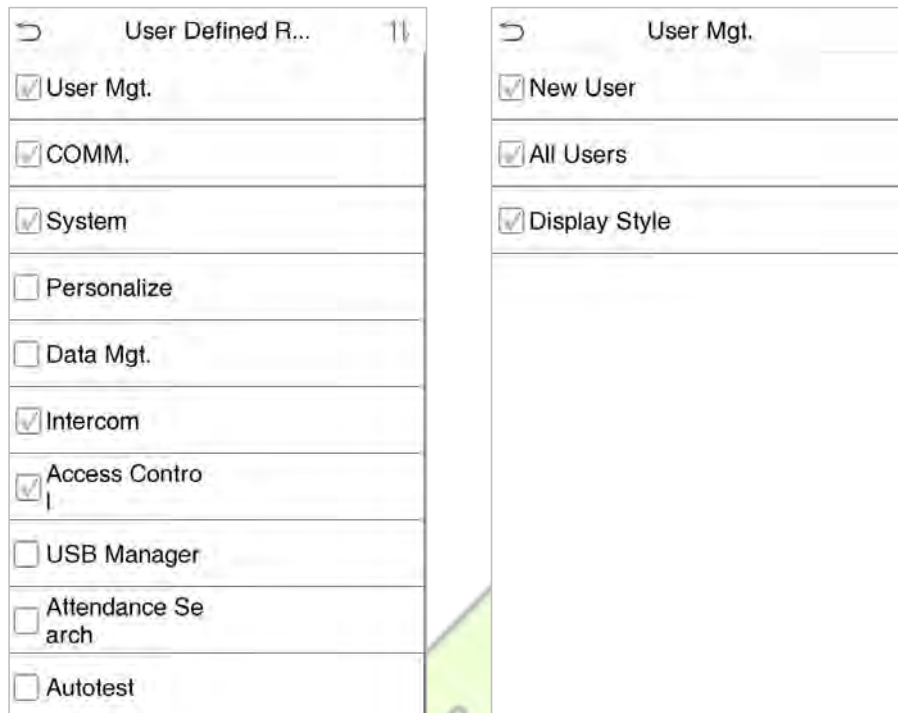 User Defined R...
User Mgt.
COMM.
System
Personalize
Data Mgt.
Intercom
Access Contro
l
USB Manager
Attendance Se
arch
Autotest
User Mgt.
New User
All Users
Display Style